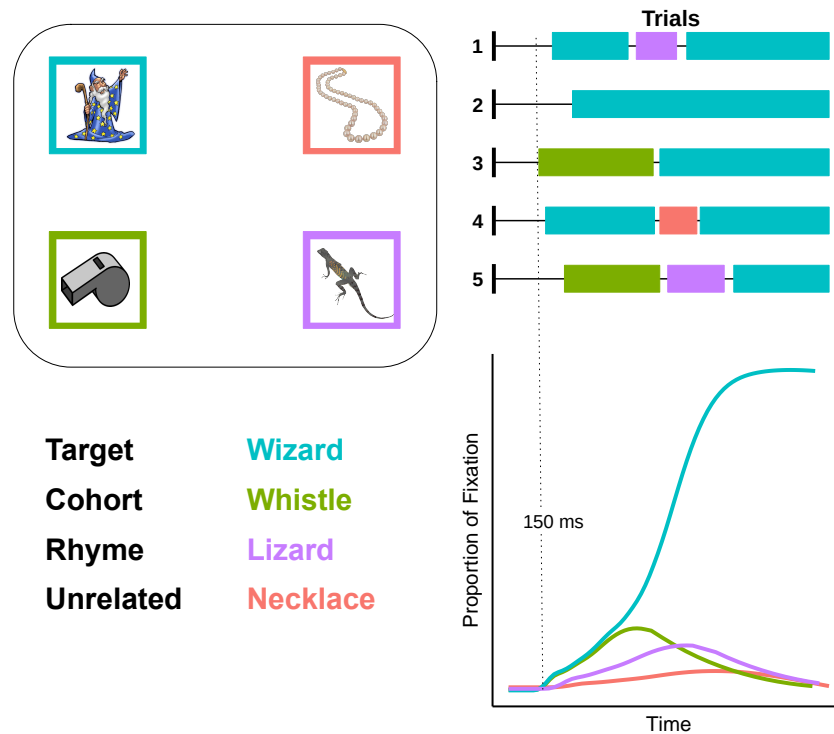 Trials
1
2
3
4
5
Target Wizard
Cohort Whistle
Rhyme Lizard
Unrelated Necklace
Proportion of Fixation
150 ms
Time